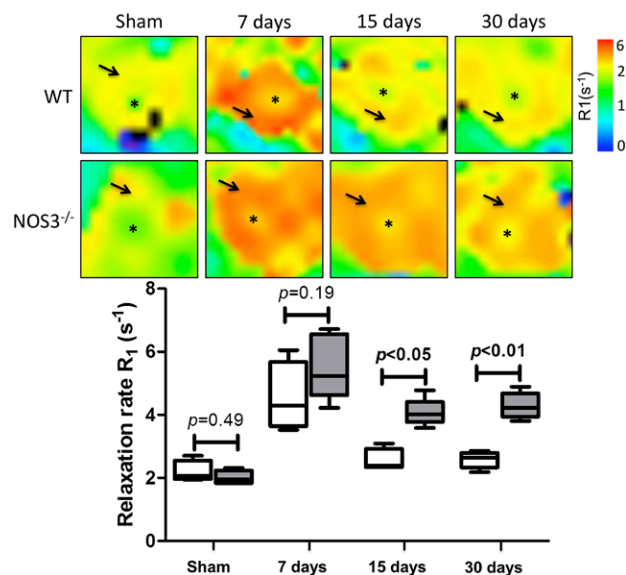 Sham 7 days 15 days 30 days
WT
* * * *
6
2
1
0
R1(s⁻¹)
NOS3⁻/⁻
* * * *
Relaxation rate R₁ (s⁻¹)
8
6
4
2
0
p=0.49
p=0.19
p<0.05
p<0.01
Sham 7 days 15 days 30 days